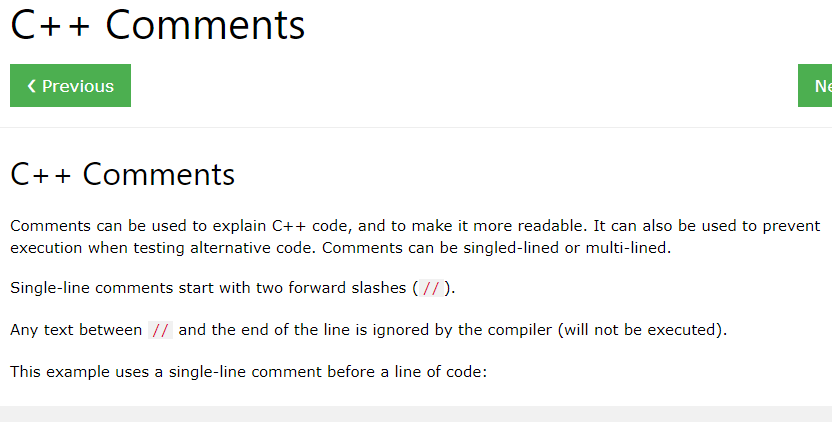 C++ Comments
❮ Previous
Ne
C++ Comments
Comments can be used to explain C++ code, and to make it more readable. It can also be used to prevent
execution when testing alternative code. Comments can be singled-lined or multi-lined.
Single-line comments start with two forward slashes (//).
Any text between // and the end of the line is ignored by the compiler (will not be executed).
This example uses a single-line comment before a line of code: